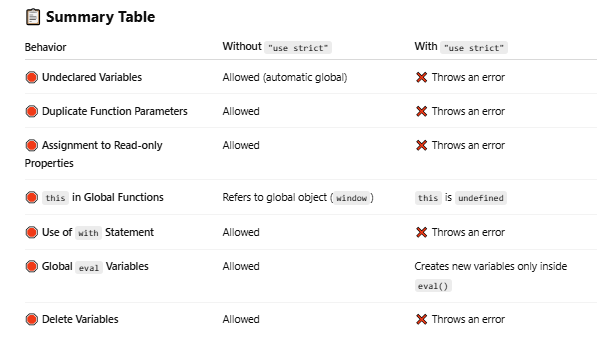 📋 Summary Table
Behavior Without "use strict" With "use strict"
🛑 Undeclared Variables Allowed (automatic global) ❌ Throws an error
🛑 Duplicate Function Parameters Allowed ❌ Throws an error
🛑 Assignment to Read-only Allowed ❌ Throws an error
Properties
🛑 this in Global Functions Refers to global object (window) this is undefined
🛑 Use of with Statement Allowed ❌ Throws an error
🛑 Global eval Variables Allowed Creates new variables only inside
eval()
🛑 Delete Variables Allowed ❌ Throws an error